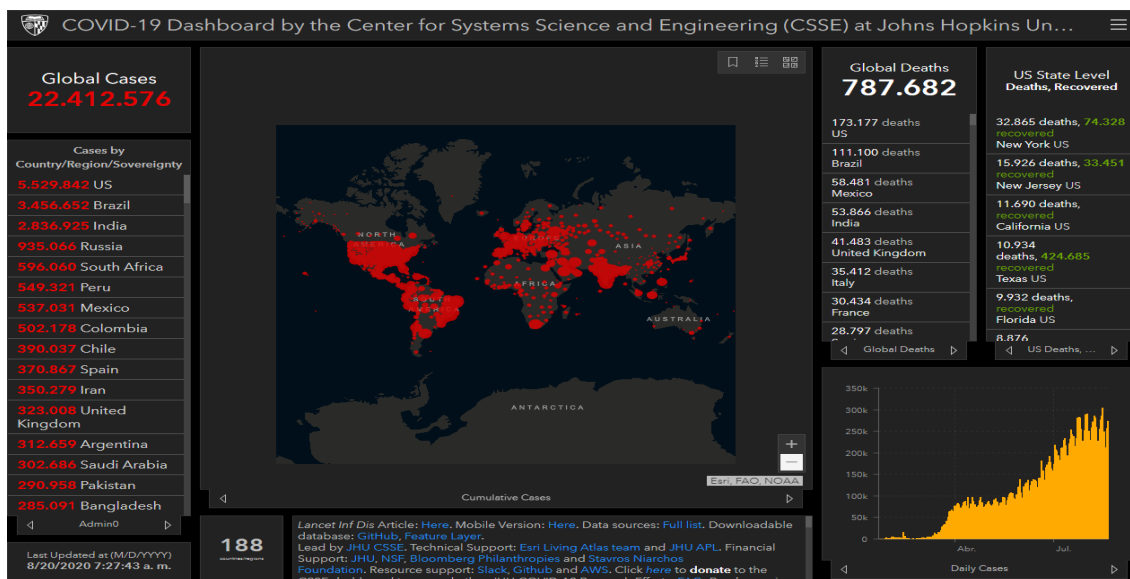 COVID-19 Dashboard by the Center for Systems Science and Engineering (CSSE) at Johns Hopkins Un...
Global Cases
22.412.576
Cases by
Country/Region/Sovereignty
5.529.842 US
3.456.652 Brazil
2.836.925 India
935.066 Russia
596.060 South Africa
549.321 Peru
537.031 Mexico
502.178 Colombia
390.037 Chile
370.867 Spain
350.279 Iran
323.008 United
Kingdom
312.659 Argentina
302.686 Saudi Arabia
290.958 Pakistan
285.091 Bangladesh
Admin0
Last Updated at (M/D/YYYY)
8/20/2020 7:27:43 a. m.
NORTH
AMERICA
SOUTH
AMERICA
EUROPE
AFRICA
ASIA
AUSTRALIA
ANTARCTICA
Esri, FAO, NOAA
Cumulative Cases
188
countries/regions
Lancet Inf Dis Article: Here. Mobile Version: Here. Data sources: Full list. Downloadable
database: GitHub, Feature Layer.
Lead by JHU CSSE. Technical Support: Esri Living Atlas team and JHU APL. Financial
Support: JHU, NSF, Bloomberg Philanthropies and Stavros Niarchos
Foundation. Resource support: Slack, Github and AWS. Click here to donate to the
Global Deaths
787.682
173.177 deaths
US
111.100 deaths
Brazil
58.481 deaths
Mexico
53.866 deaths
India
41.483 deaths
United Kingdom
35.412 deaths
Italy
30.434 deaths
France
28.797 deaths
Global Deaths
US State Level
Deaths, Recovered
32.865 deaths, 74.328
recovered
New York US
15.926 deaths, 33.451
recovered
New Jersey US
11.690 deaths,
recovered
California US
10.934
deaths, 424.685
recovered
Texas US
9.932 deaths,
recovered
Florida US
8.876
US Deaths, ...
350k
300k
250k
200k
150k
100k
50k
0
Abr.
Jul.
Daily Cases